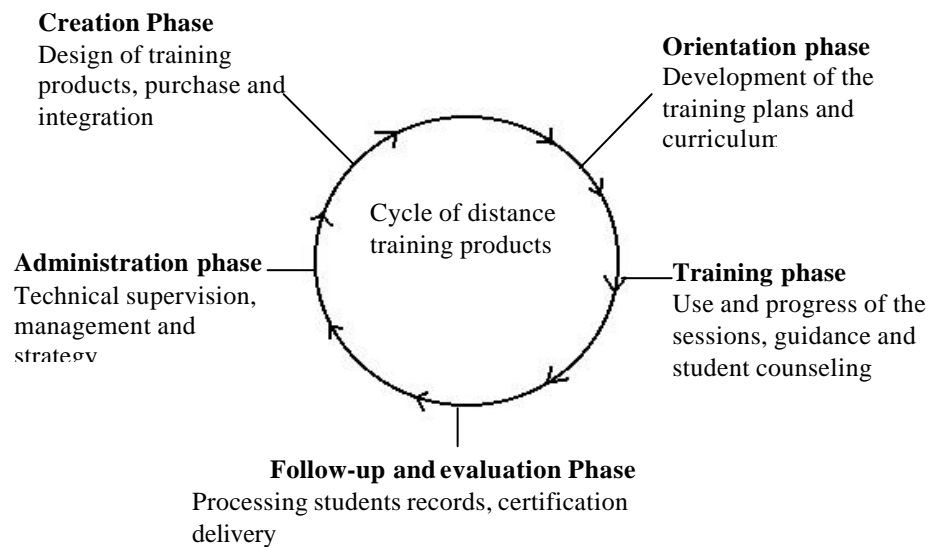 Creation Phase
Design of training
products, purchase and
integration
Orientation phase
Development of the
training plans and
curriculum
Cycle of distance
training products
Administration phase
Technical supervision,
management and
strategy
Training phase
Use and progress of the
sessions, guidance and
student counseling
Follow-up and evaluation Phase
Processing students records, certification
delivery